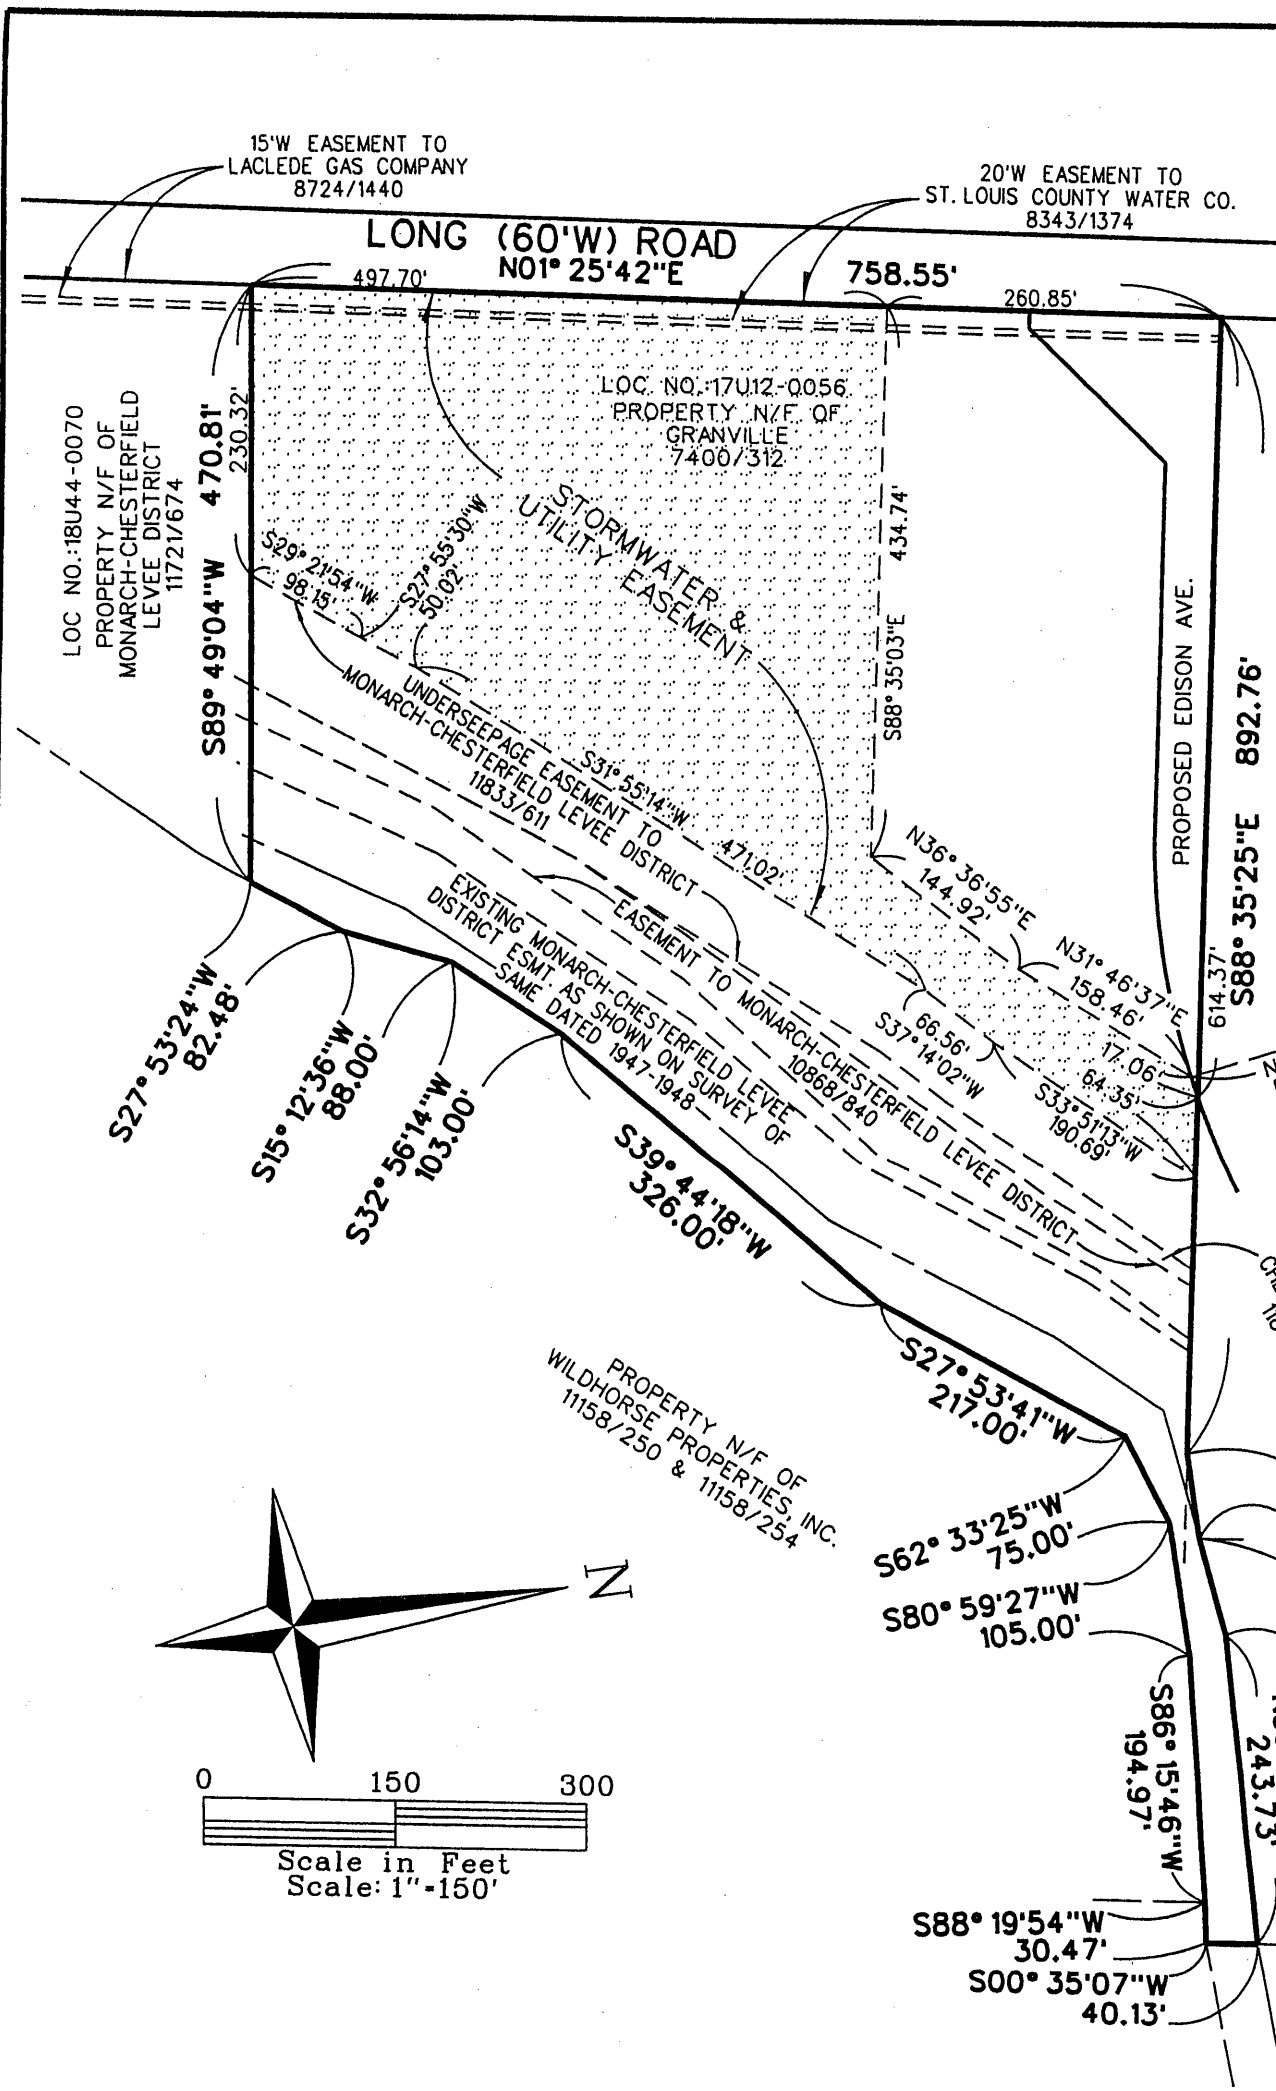 15'W EASEMENT TO
LACLEDE GAS COMPANY
8724/1440
20'W EASEMENT TO
ST. LOUIS COUNTY WATER CO.
8343/1374
LONG (60'W) ROAD
N01° 25'42"E
758.55'
497.70'
260.85'
LOC NO.:18U44-0070
PROPERTY N/F OF
MONARCH-CHESTERFIELD
LEVEE DISTRICT
11721/674
S89° 49'04"W 470.81'
230.32'
LOC NO.:17U12-0056
PROPERTY N/F OF
GRANVILLE
7400/312
STORMWATER &
UTILITY EASEMENT
S29° 21'54"W
98.15'
S27° 55'30"W
50.02'
S88° 35'03"E 434.74'
PROPOSED EDISON AVE.
S88° 35'25"E 892.76'
614.37'
UNDERSEEPAGE EASEMENT TO
MONARCH-CHESTERFIELD LEVEE DISTRICT
11833/611
S31° 55'14"W
471.02'
N36° 36'55"E
144.92'
N31° 46'37"E
158.46'
17.06
64.35'
66.56'
S37° 14'02"W
S33° 51'13"W
190.69'
EASEMENT TO MONARCH-CHESTERFIELD LEVEE DISTRICT
10868/840
EXISTING MONARCH-CHESTERFIELD LEVEE
DISTRICT ESMT AS SHOWN ON SURVEY OF
SAME DATED 1947-1948
S27° 53'24"W
82.48'
S15° 12'36"W
88.00'
S32° 56'14"W
103.00'
S39° 44'18"W
326.00'
S27° 53'41"W
217.00'
PROPERTY N/F OF
WILDHORSE PROPERTIES, INC.
11158/250 & 11158/254
S62° 33'25"W
75.00'
S80° 59'27"W
105.00'
S86° 15'46"W
194.97'
243.73'
S88° 19'54"W
30.47'
S00° 35'07"W
40.13'
N
0 150 300
Scale in Feet
Scale: 1"=150'